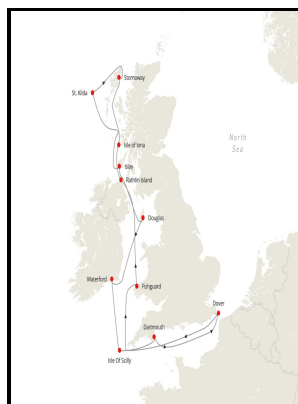 Stornoway
St. Kilda
North
Sea
Isle of Iona
Islay
Rathlin Island
Douglas
Waterford
Fishguard
Dover
Dartmouth
Isle Of Scilly